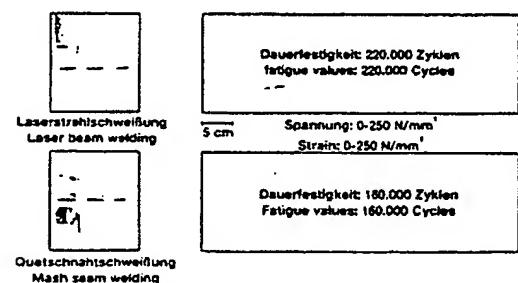 Dauerfestigkeit: 220.000 Zyklen
fatigue values: 220.000 Cycles
Laserstrahlschweißung
Laser beam welding
5 cm
Spannung: 0-250 N/mm²
Strain: 0-250 N/mm²
Dauerfestigkeit: 160.000 Zyklen
Fatigue values: 160.000 Cycles
Quetschnahtschweißung
Mash seam welding